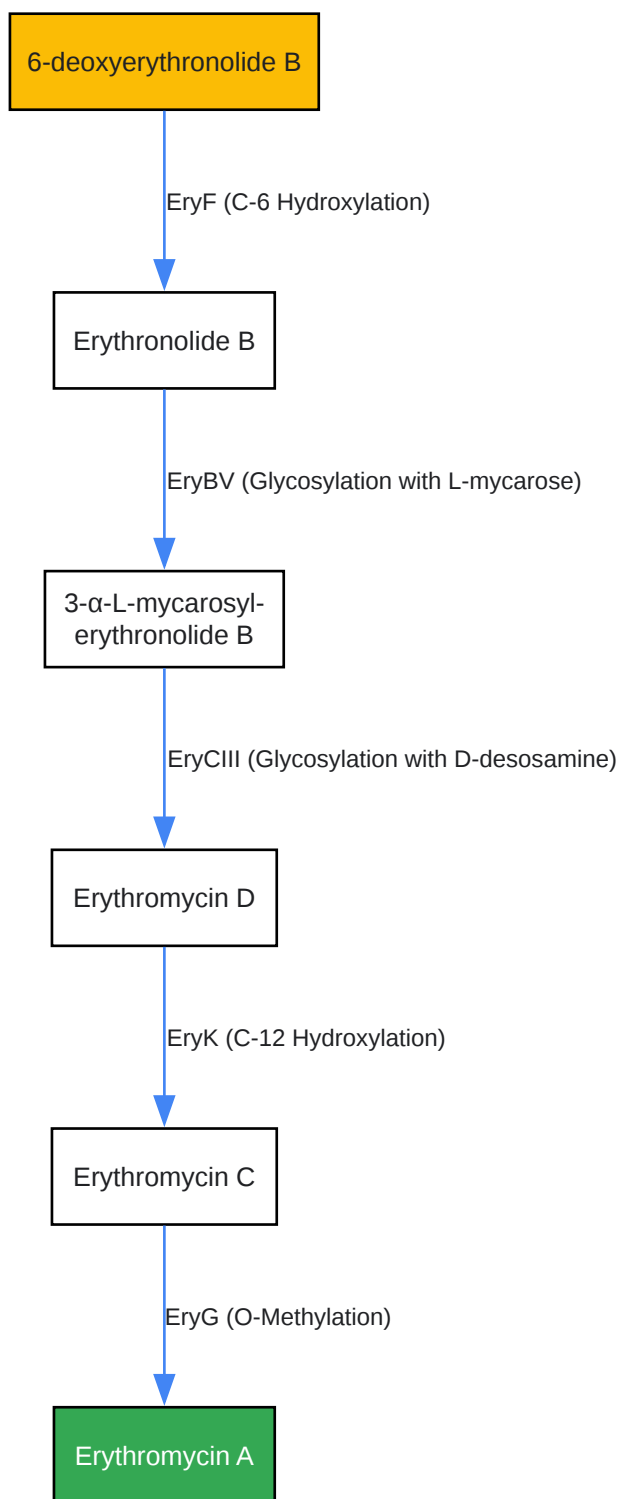 6-deoxyerythronolide B
EryF (C-6 Hydroxylation)
Erythronolide B
EryBV (Glycosylation with L-mycarose)
3-α-L-mycarosyl-
erythronolide B
EryCIII (Glycosylation with D-desosamine)
Erythromycin D
EryK (C-12 Hydroxylation)
Erythromycin C
EryG (O-Methylation)
Erythromycin A